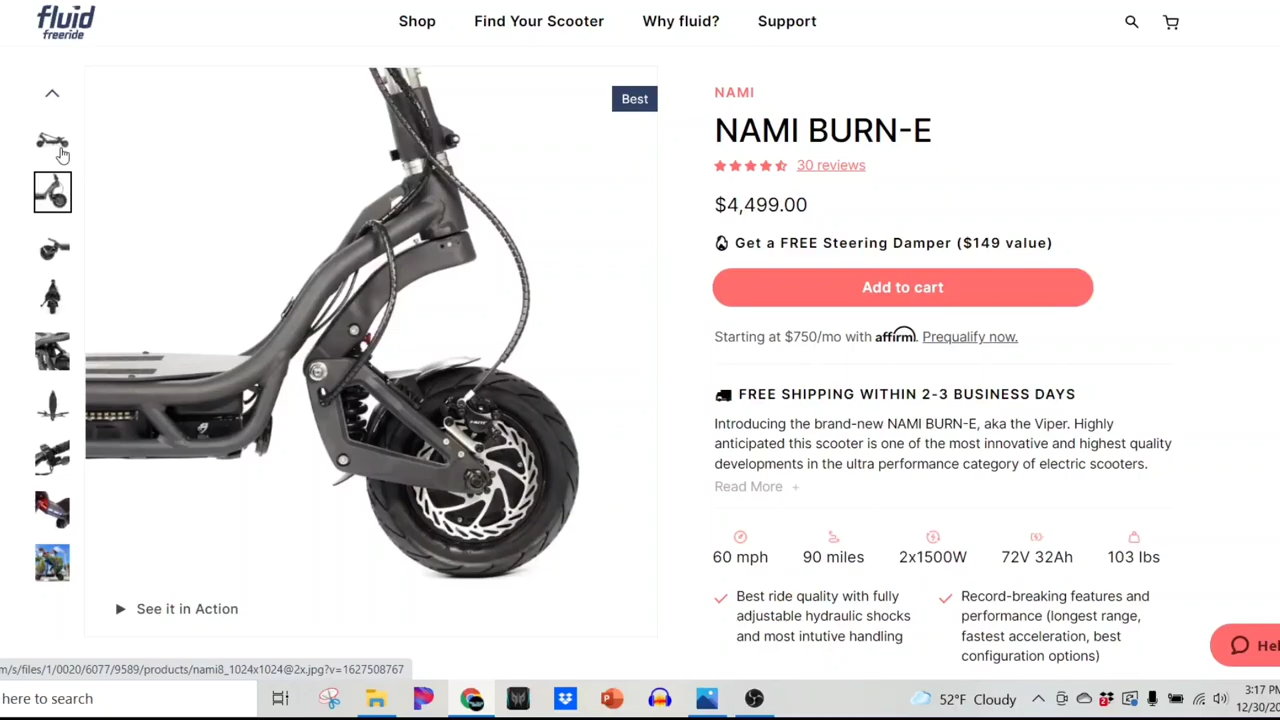 fluid
freeride
Shop
Find Your Scooter
Why fluid?
Support
Best
NAMI
NAMI BURN-E
30 reviews
$4,499.00
Get a FREE Steering Damper ($149 value)
Add to cart
Starting at $750/mo with affirm. Prequalify now.
FREE SHIPPING WITHIN 2-3 BUSINESS DAYS
Introducing the brand-new NAMI BURN-E, aka the Viper. Highly
anticipated this scooter is one of the most innovative and highest quality
developments in the ultra performance category of electric scooters.
Read More +
60 mph
90 miles
2x1500W
72V 32Ah
103 lbs
Best ride quality with fully
adjustable hydraulic shocks
and most intutive handling
Record-breaking features and
performance (longest range,
fastest acceleration, best
configuration options)
See it in Action
Hel
m/s/files/1/0020/6077/9589/products/nami8_1024x1024@2x.jpg?v=1627508767
here to search
52°F Cloudy
3:17 PM
12/30/20